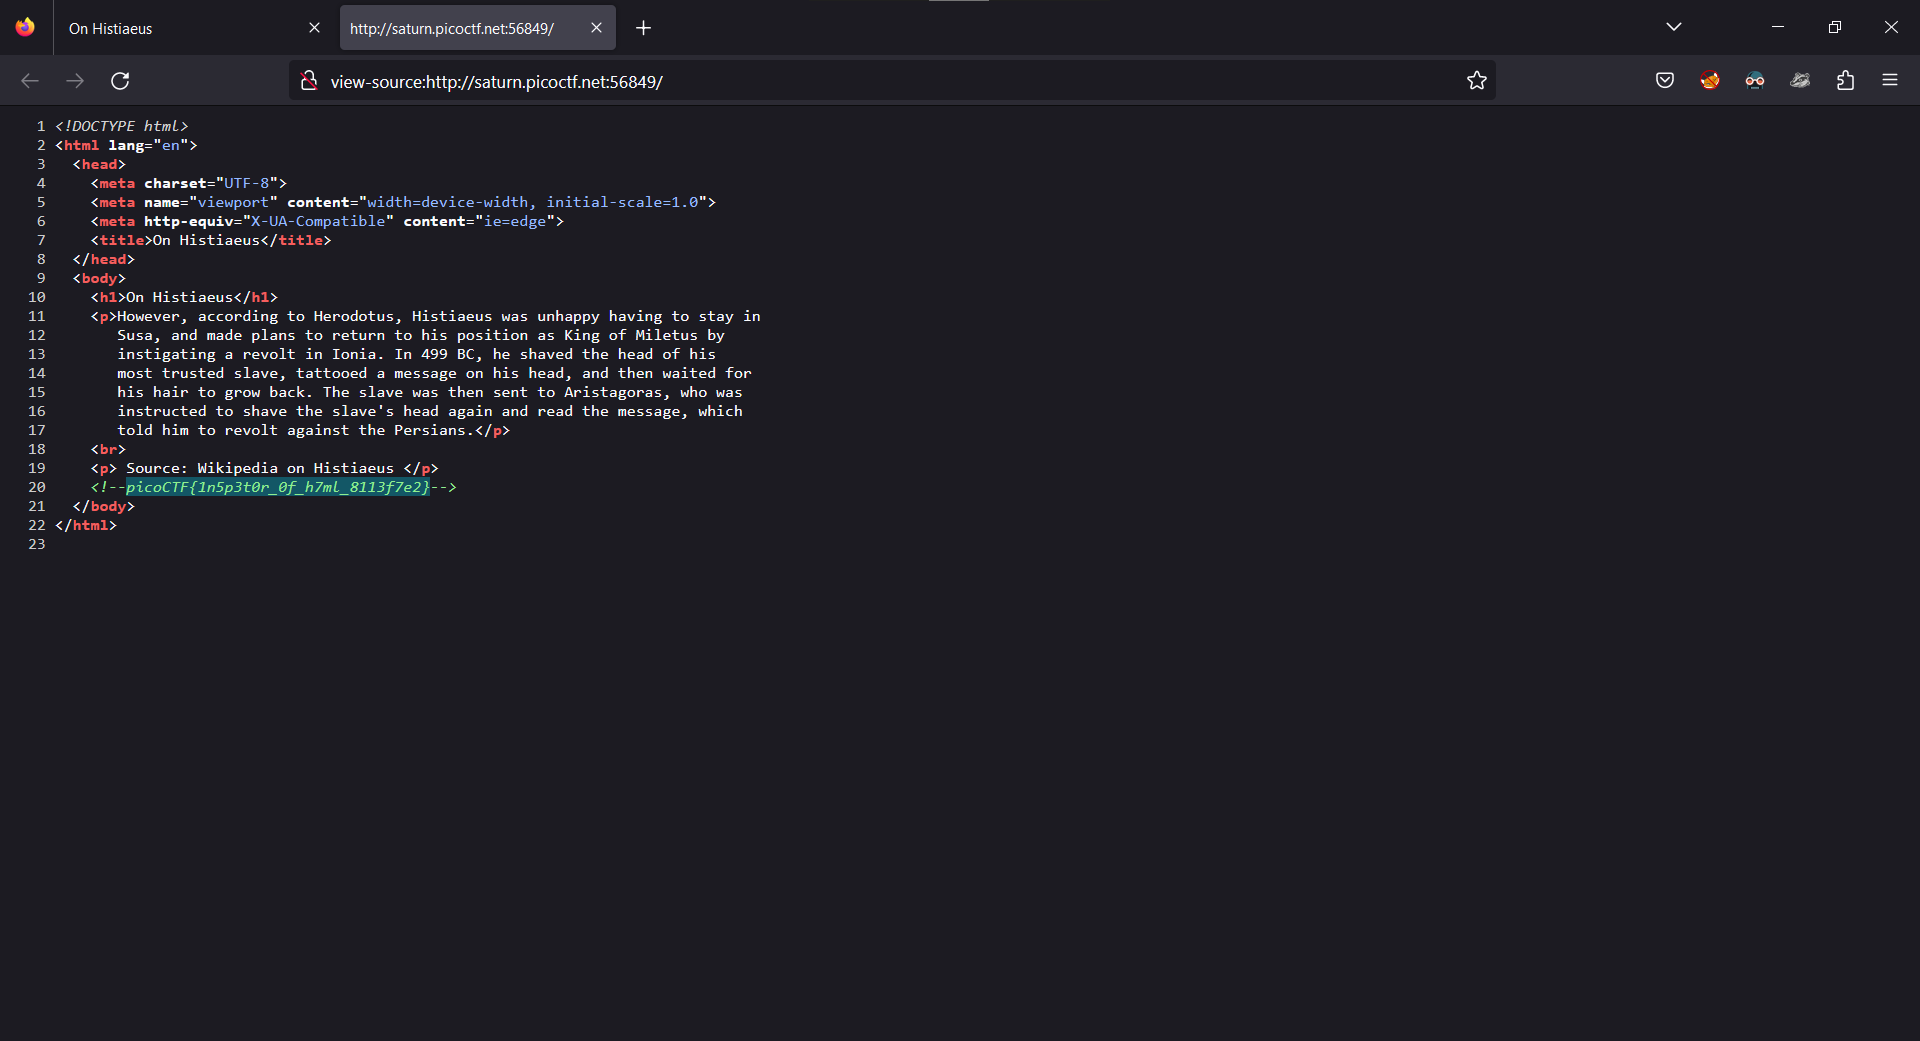 On Histiaeus
http://saturn.picoctf.net:56849/
view-source:http://saturn.picoctf.net:56849/
1 <!DOCTYPE html>
2 <html lang="en">
3 <head>
4 <meta charset="UTF-8">
5 <meta name="viewport" content="width=device-width, initial-scale=1.0">
6 <meta http-equiv="X-UA-Compatible" content="ie=edge">
7 <title>On Histiaeus</title>
8 </head>
9 <body>
10 <h1>On Histiaeus</h1>
11 <p>However, according to Herodotus, Histiaeus was unhappy having to stay in
12 Susa, and made plans to return to his position as King of Miletus by
13 instigating a revolt in Ionia. In 499 BC, he shaved the head of his
14 most trusted slave, tattooed a message on his head, and then waited for
15 his hair to grow back. The slave was then sent to Aristagoras, who was
16 instructed to shave the slave's head again and read the message, which
17 told him to revolt against the Persians.</p>
18 <br>
19 <p> Source: Wikipedia on Histiaeus </p>
20 <!--picoCTF{1n5p3t0r_0f_h7ml_8113f7e2}-->
21 </body>
22 </html>
23